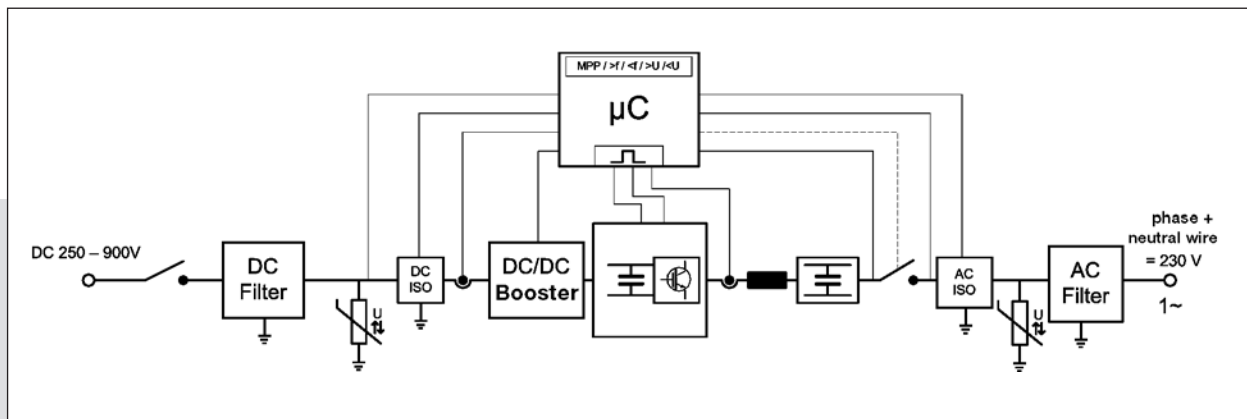 MPP / >f / <f / >U / <U
µC
DC 250 – 900V
DC
Filter
U
DC
ISO
DC/DC
Booster
AC
ISO
U
AC
Filter
phase +
neutral wire
= 230 V
1~